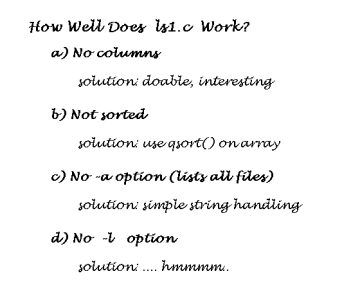 How Well Does ls1.c Work?
a) No columns
solution: doable, interesting
b) Not sorted
solution: use qsort() on array
c) No -a option (lists all files)
solution: simple string handling
d) No -l option
solution: .... hmmmm..